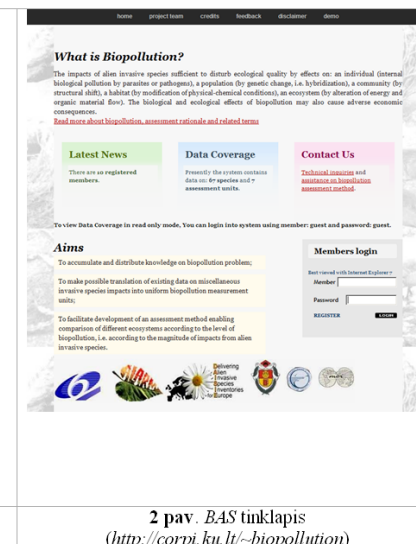 home project team credits feedback disclaimer demo
What is Biopollution?
The impacts of alien invasive species sufficient to disturb ecological quality by effects on: an individual (internal
biological pollution by parasites or pathogens), a population (by genetic change, i.e. hybridization), a community (by
structural shift), a habitat (by modification of physical-chemical conditions), an ecosystem (by alteration of energy and
organic material flow). The biological and ecological effects of biopollution may also cause adverse economic
consequences.
Read more about biopollution, assessment rationale and related terms
Latest News
There are 10 registered
members.
Data Coverage
Presently the system contains
data on: 67 species and 7
assessment units.
Contact Us
Technical inquiries and
assistance on biopollution
assessment method.
To view Data Coverage in read only mode, You can login into system using member: guest and password: guest.
Aims
To accumulate and distribute knowledge on biopollution problem;
To make possible translation of existing data on miscellaneous
invasive species impacts into uniform biopollution measurement
units;
To facilitate development of an assessment method enabling
comparison of different ecosystems according to the level of
biopollution, i.e. according to the magnitude of impacts from alien
invasive species.
Members login
Best viewed with Internet Explorer 7
Member
Password
REGISTER LOGIN
Delivering
Alien
Invasive
Species
Inventories
for Europe
2 pav. BAS tinklapis
(http://corpi.ku.lt/~biopollution)